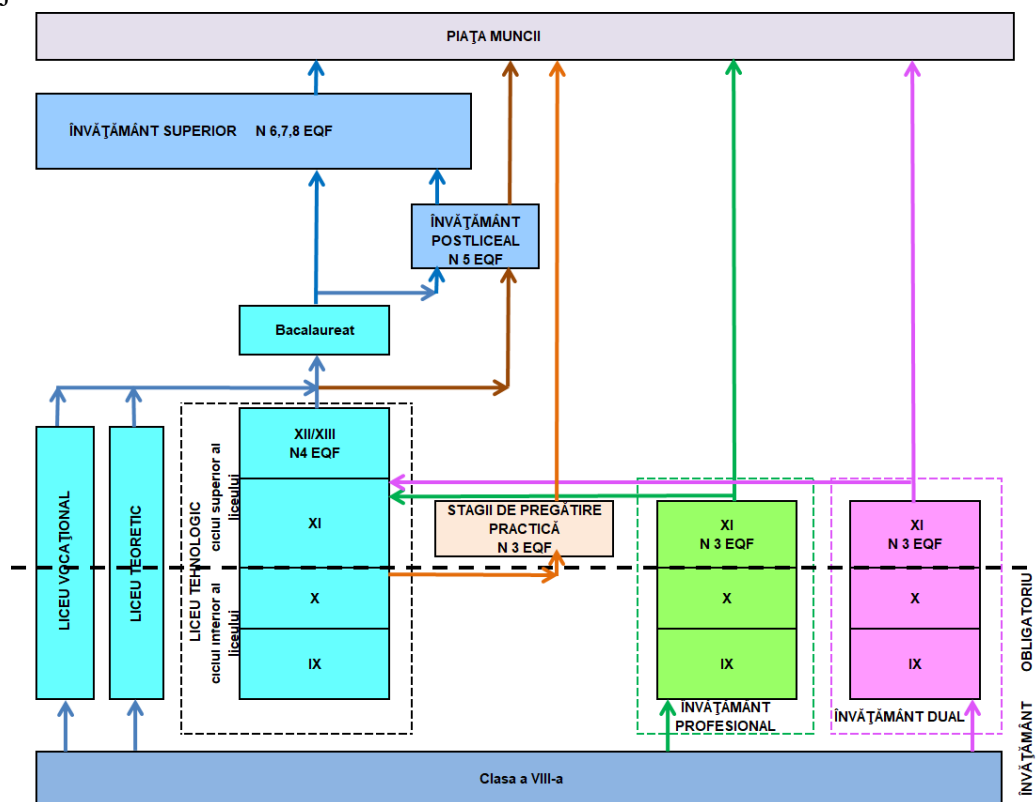 PIAŢA MUNCII
ÎNVĂŢĂMÂNT SUPERIOR N 6,7,8 EQF
ÎNVĂŢĂMÂNT
POSTLICEAL
N 5 EQF
Bacalaureat
LICEU VOCAŢIONAL
LICEU TEORETIC
LICEU TEHNOLOGIC
ciclul superior al
liceului
ciclul inferior al
liceului
XII/XIII
N4 EQF
XI
X
IX
STAGII DE PREGĂTIRE
PRACTICĂ
N 3 EQF
XI
N 3 EQF
X
IX
ÎNVĂŢĂMÂNT
PROFESIONAL
XI
N 3 EQF
X
IX
ÎNVĂŢĂMÂNT DUAL
ÎNVĂŢĂMÂNT OBLIGATORIU
Clasa a VIII-a